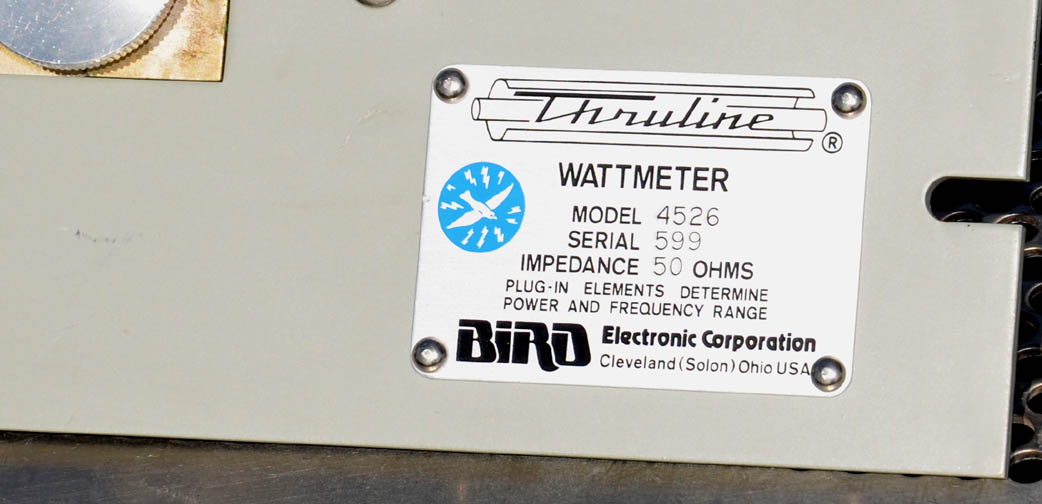 Thruline ®
WATTMETER
MODEL 4526
SERIAL 599
IMPEDANCE 50 OHMS
PLUG-IN ELEMENTS DETERMINE
POWER AND FREQUENCY RANGE
BiRD Electronic Corporation
Cleveland (Solon) Ohio USA